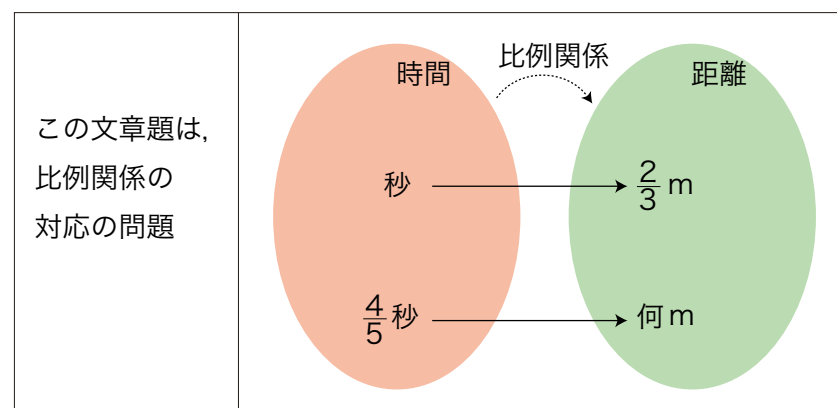 この文章題は，
比例関係の
対応の問題
時間
比例関係
距離
秒
2/3 m
4/5 秒
何 m